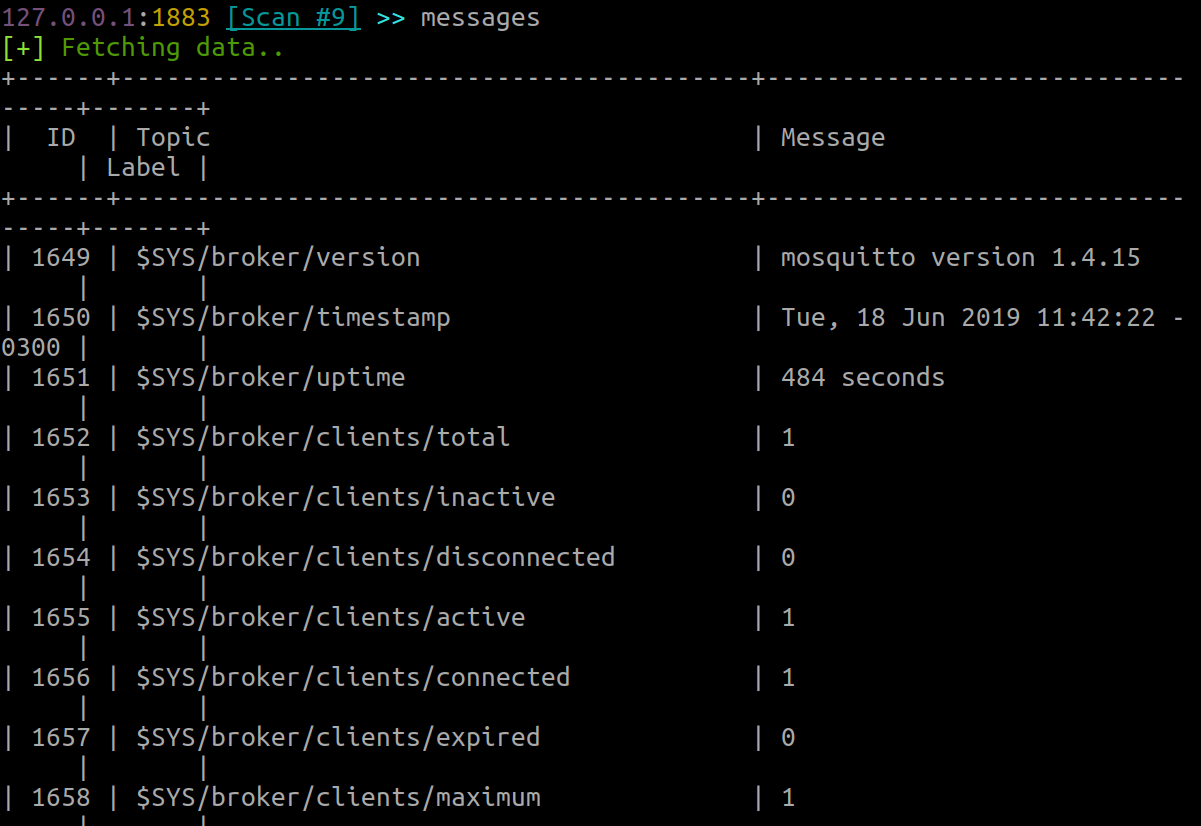 127.0.0.1:1883 [Scan #9] >> messages
[+] Fetching data..
+------+------------------------------------------+----------------------------
-----+-------+
|  ID  | Topic                                    | Message
     | Label |
+------+------------------------------------------+----------------------------
-----+-------+
| 1649 | $SYS/broker/version                      | mosquitto version 1.4.15
     |       |
| 1650 | $SYS/broker/timestamp                    | Tue, 18 Jun 2019 11:42:22 -
0300 |       |
| 1651 | $SYS/broker/uptime                       | 484 seconds
     |       |
| 1652 | $SYS/broker/clients/total                | 1
     |       |
| 1653 | $SYS/broker/clients/inactive             | 0
     |       |
| 1654 | $SYS/broker/clients/disconnected         | 0
     |       |
| 1655 | $SYS/broker/clients/active               | 1
     |       |
| 1656 | $SYS/broker/clients/connected            | 1
     |       |
| 1657 | $SYS/broker/clients/expired              | 0
     |       |
| 1658 | $SYS/broker/clients/maximum              | 1
     |       |